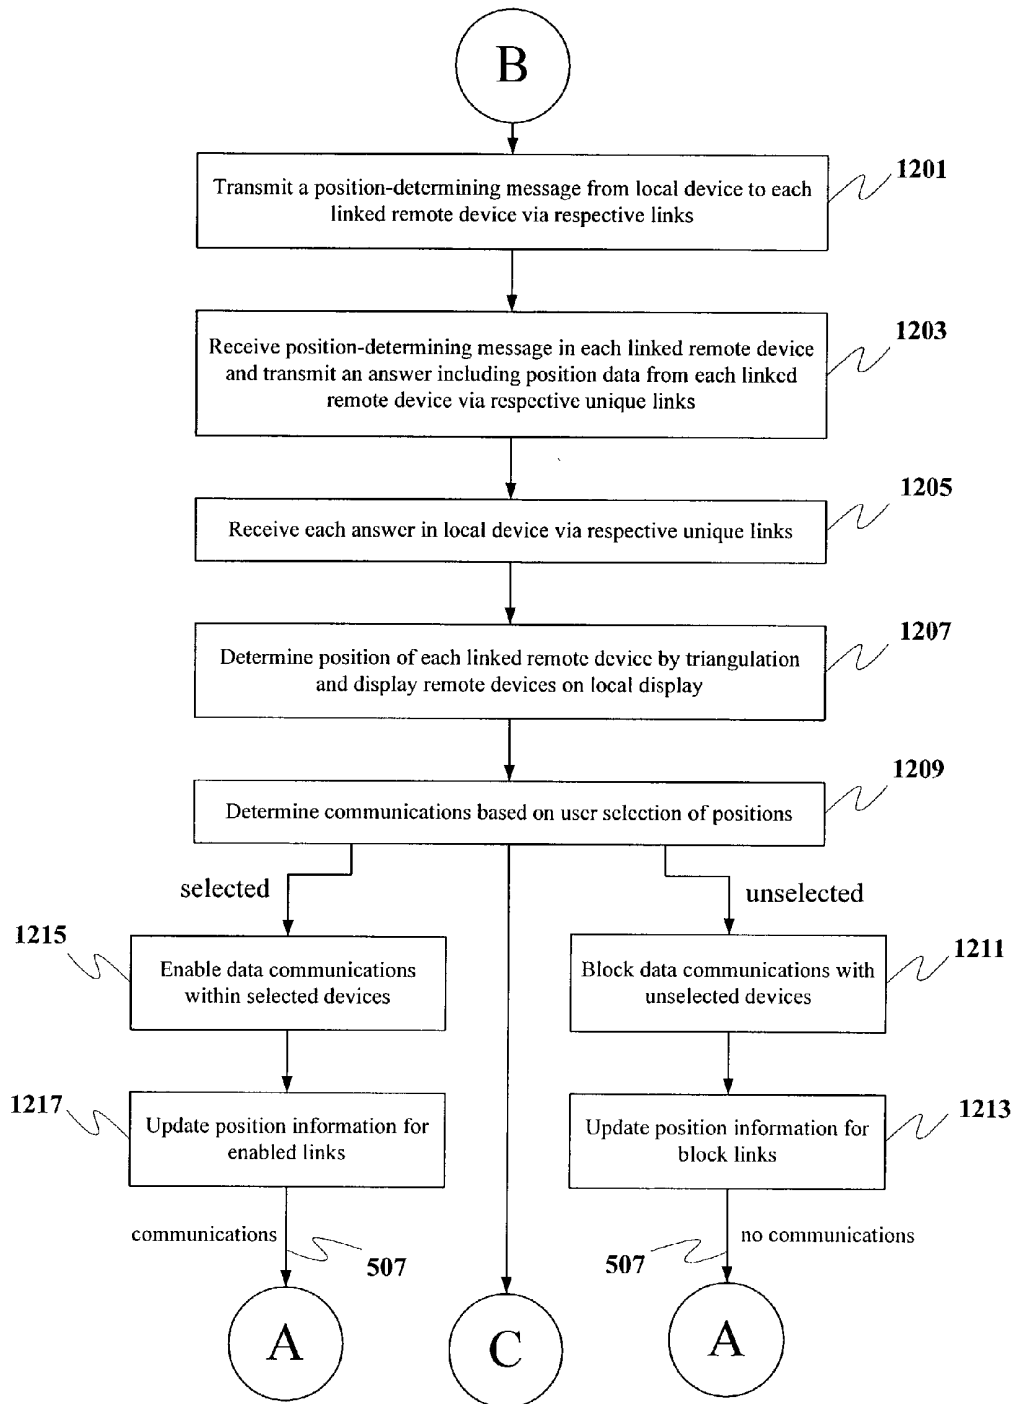 B
Transmit a position-determining message from local device to each
linked remote device via respective links
1201
Receive position-determining message in each linked remote device
and transmit an answer including position data from each linked
remote device via respective unique links
1203
Receive each answer in local device via respective unique links
1205
Determine position of each linked remote device by triangulation
and display remote devices on local display
1207
Determine communications based on user selection of positions
1209
selected
unselected
1215
Enable data communications
within selected devices
Block data communications with
unselected devices
1211
1217
Update position information for
enabled links
Update position information for
block links
1213
communications
507
507
no communications
A
C
A